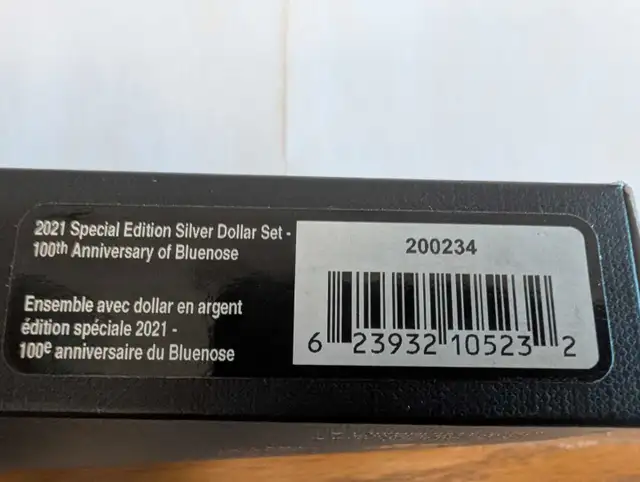 2021 Special Edition Silver Dollar Set -
100th Anniversary of Bluenose
Ensemble avec dollar en argent
édition spéciale 2021 -
100e anniversaire du Bluenose
200234
6 23932 10523 2